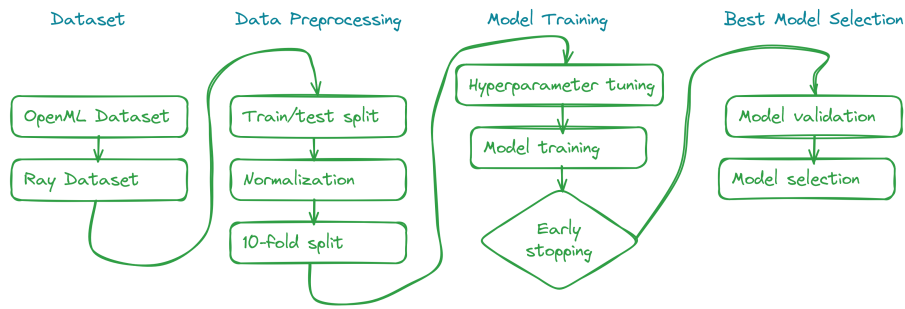 Dataset
OpenML Dataset
Ray Dataset
Data Preprocessing
Train/test split
Normalization
10-fold split
Model Training
Hyperparameter tuning
Model training
Early
stopping
Best Model Selection
Model validation
Model selection